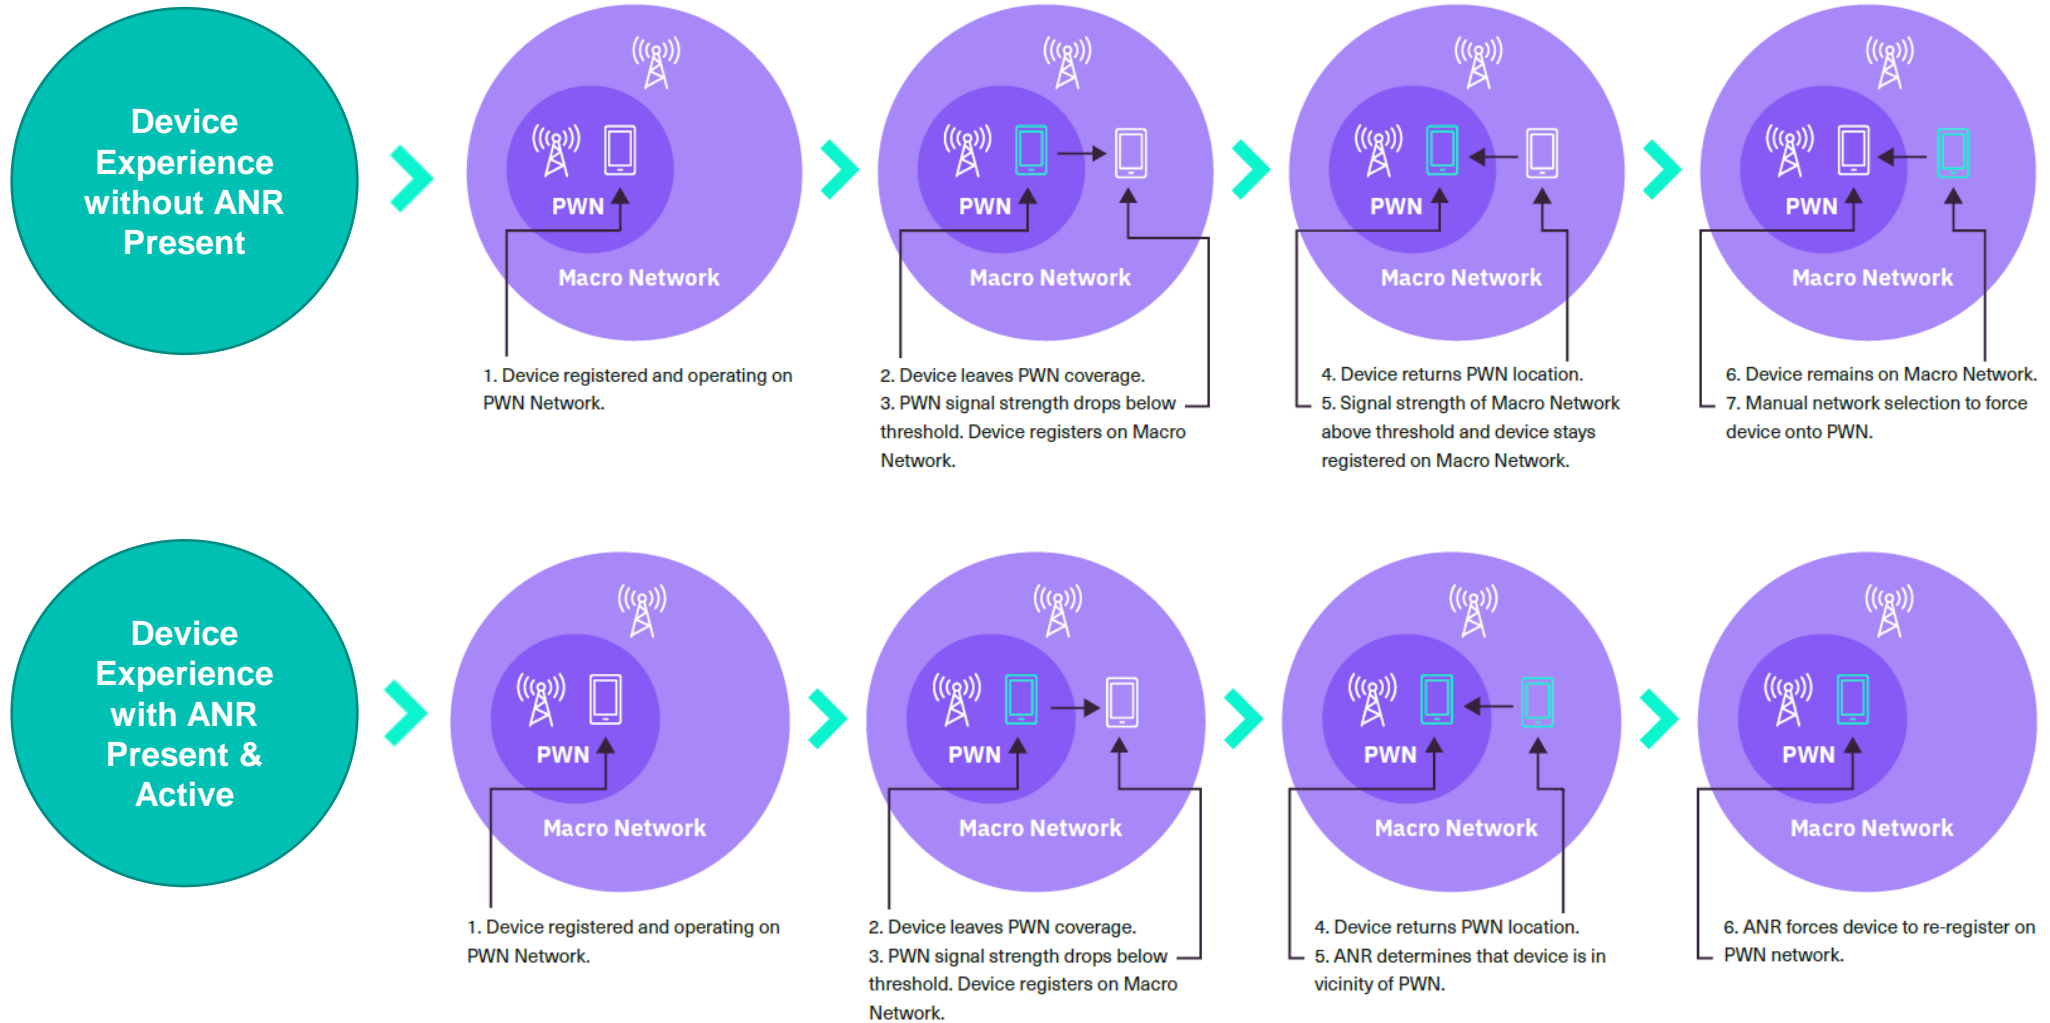 Device
Experience
without ANR
Present
PWN
Macro Network
1. Device registered and operating on
PWN Network.
PWN
Macro Network
2. Device leaves PWN coverage.
3. PWN signal strength drops below
threshold. Device registers on Macro
Network.
PWN
Macro Network
4. Device returns PWN location.
5. Signal strength of Macro Network
above threshold and device stays
registered on Macro Network.
PWN
Macro Network
6. Device remains on Macro Network.
7. Manual network selection to force
device onto PWN.
Device
Experience
with ANR
Present &
Active
PWN
Macro Network
1. Device registered and operating on
PWN Network.
PWN
Macro Network
2. Device leaves PWN coverage.
3. PWN signal strength drops below
threshold. Device registers on Macro
Network.
PWN
Macro Network
4. Device returns PWN location.
5. ANR determines that device is in
vicinity of PWN.
PWN
Macro Network
6. ANR forces device to re-register on
PWN network.